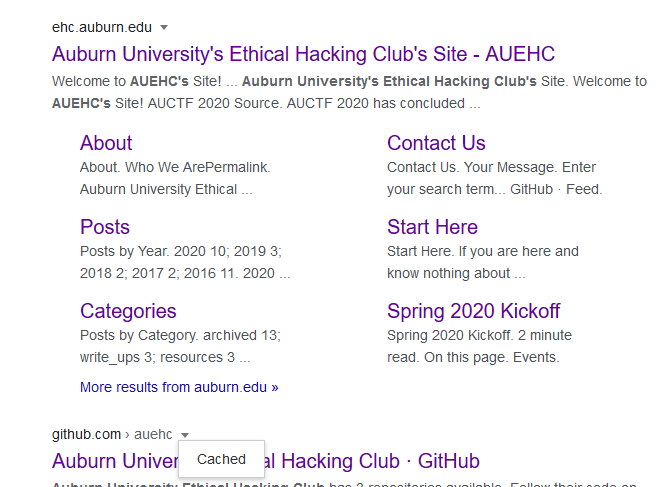 ehc.auburn.edu
Auburn University's Ethical Hacking Club's Site - AUEHC
Welcome to AUEHC's Site! ... Auburn University's Ethical Hacking Club's Site. Welcome to
AUEHC's Site! AUCTF 2020 Source. AUCTF 2020 has concluded ...
About
About. Who We ArePermalink.
Auburn University Ethical ...
Contact Us
Contact Us. Your Message. Enter
your search term... GitHub · Feed.
Posts
Posts by Year. 2020 10; 2019 3;
2018 2; 2017 2; 2016 11. 2020 ...
Start Here
Start Here. If you are here and
know nothing about ...
Categories
Posts by Category. archived 13;
write_ups 3; resources 3 ...
Spring 2020 Kickoff
Spring 2020 Kickoff. 2 minute
read. On this page. Events.
More results from auburn.edu »
github.com › auehc
Cached
Auburn Univer al Hacking Club · GitHub
Auburn University Ethical Hacking Club has 3 repositories available. Follow their code on